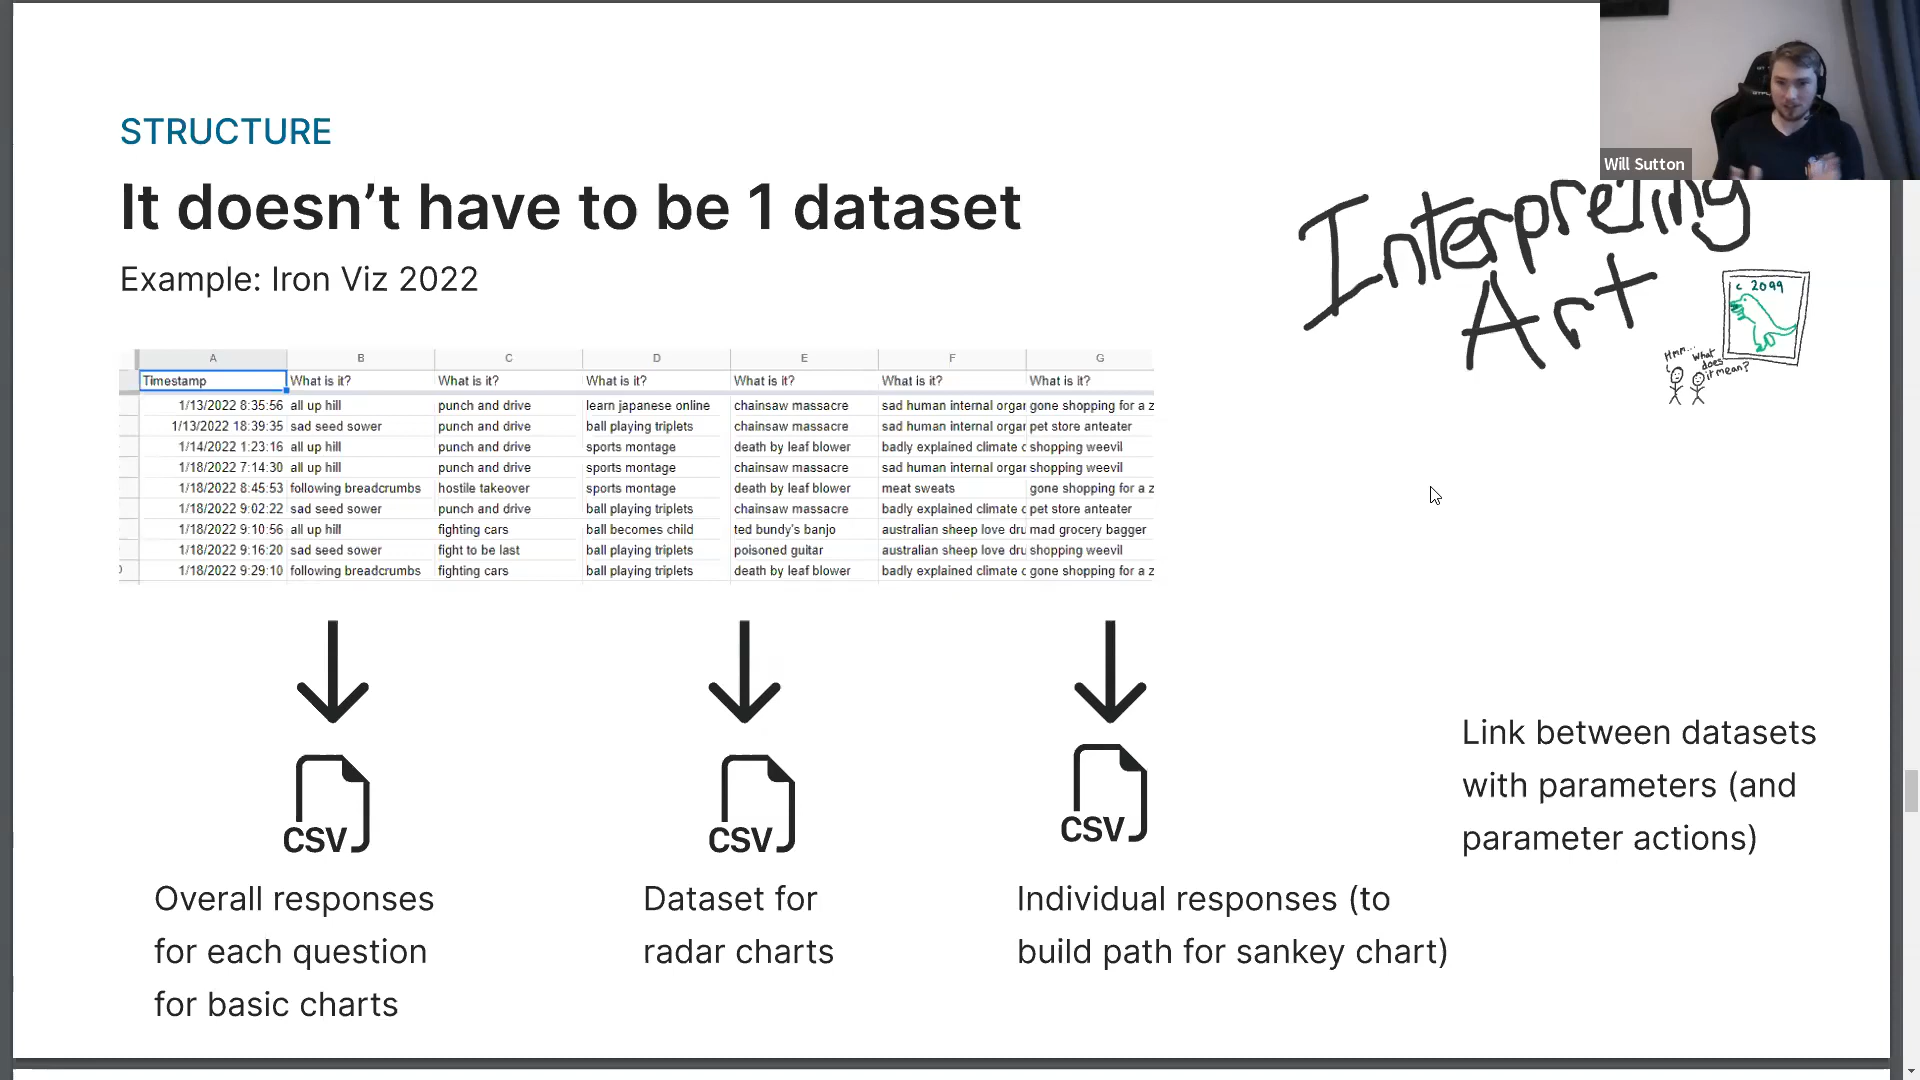 STRUCTURE
It doesn’t have to be 1 dataset
Example: Iron Viz 2022
Will Sutton
Interpreting
Art
c 2099
Hmm...
What
does
it mean?
A B C D E F G
Timestamp What is it? What is it? What is it? What is it? What is it? What is it?
1/13/2022 8:35:56 all up hill punch and drive learn japanese online chainsaw massacre sad human internal orgar gone shopping for a z
1/13/2022 18:39:35 sad seed sower punch and drive ball playing triplets chainsaw massacre sad human internal orgar pet store anteater
1/14/2022 1:23:16 all up hill punch and drive sports montage death by leaf blower badly explained climate c shopping weevil
1/18/2022 7:14:30 all up hill punch and drive sports montage chainsaw massacre sad human internal orgar shopping weevil
1/18/2022 8:45:53 following breadcrumbs hostile takeover sports montage death by leaf blower meat sweats gone shopping for a z
1/18/2022 9:02:22 sad seed sower punch and drive ball playing triplets chainsaw massacre badly explained climate c pet store anteater
1/18/2022 9:10:56 all up hill fighting cars ball becomes child ted bundy's banjo australian sheep love dru mad grocery bagger
1/18/2022 9:16:20 sad seed sower fight to be last ball playing triplets poisoned guitar australian sheep love dru shopping weevil
1/18/2022 9:29:10 following breadcrumbs fighting cars ball playing triplets death by leaf blower badly explained climate c gone shopping for a z
CSV
Overall responses
for each question
for basic charts
CSV
Dataset for
radar charts
CSV
Individual responses (to
build path for sankey chart)
Link between datasets
with parameters (and
parameter actions)